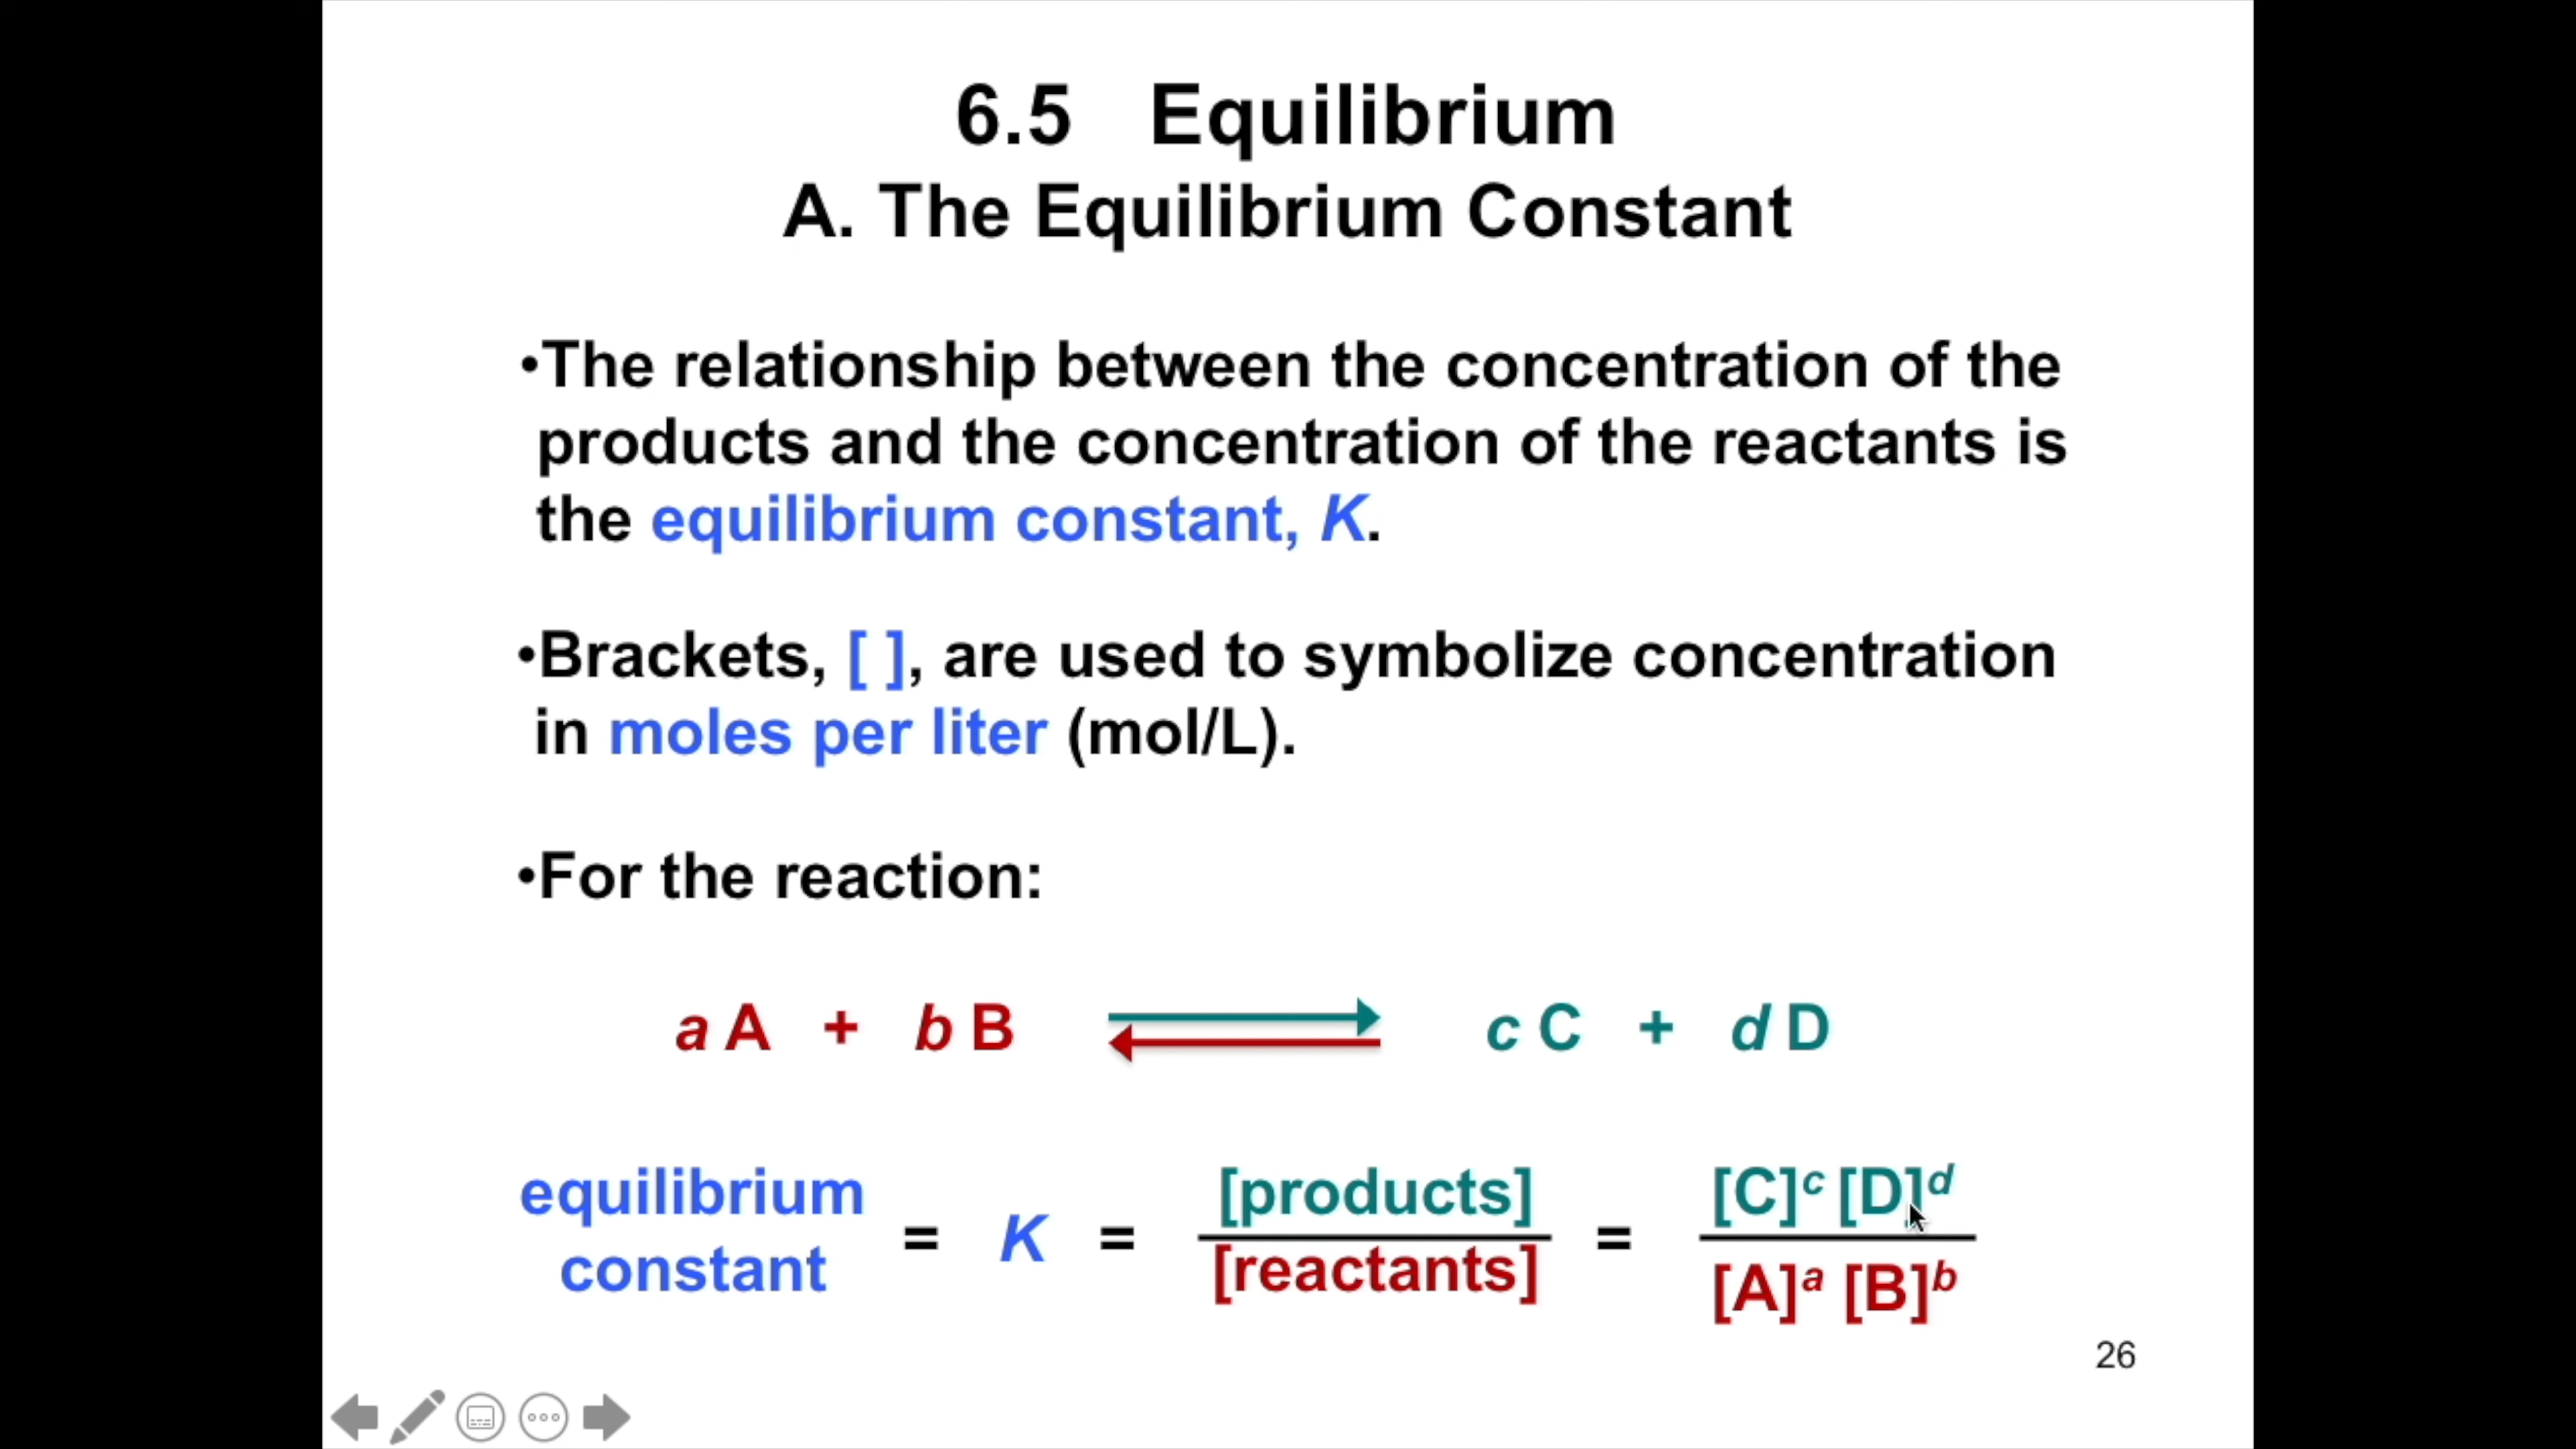 6.5 Equilibrium
A. The Equilibrium Constant
•The relationship between the concentration of the
products and the concentration of the reactants is
the equilibrium constant, K.
•Brackets, [ ], are used to symbolize concentration
in moles per liter (mol/L).
•For the reaction:
a A + b B ⇌ c C + d D
equilibrium constant = K = [products] / [reactants] = [C]^c [D]^d / [A]^a [B]^b
26